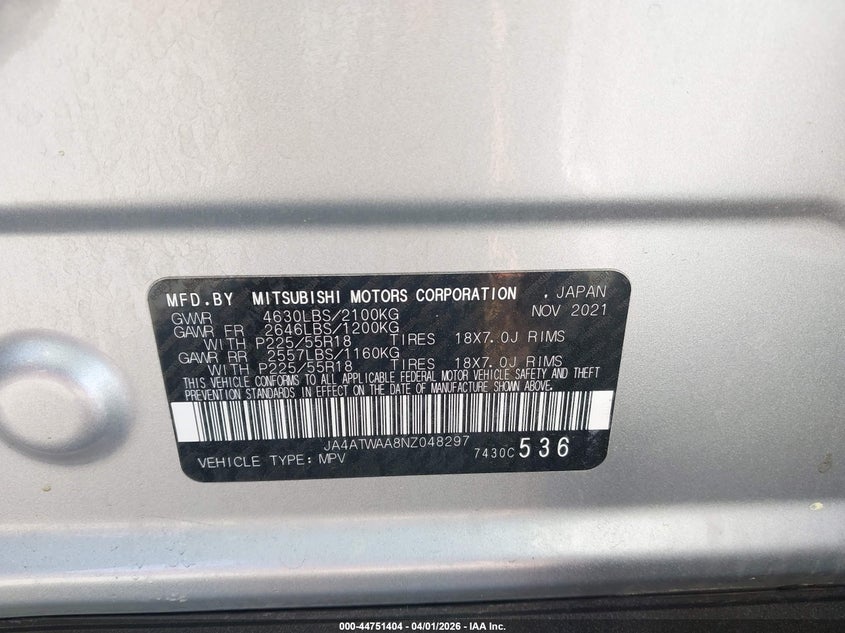 MFD.BY MITSUBISHI MOTORS CORPORATION , JAPAN
GVWR 4630LBS/2100KG NOV 2021
GAWR FR 2646LBS/1200KG
WITH P225/55R18 TIRES 18X7.0J RIMS
GAWR RR 2557LBS/1160KG
WITH P225/55R18 TIRES 18X7.0J RIMS
THIS VEHICLE CONFORMS TO ALL APPLICABLE FEDERAL MOTOR VEHICLE SAFETY AND THEFT
PREVENTION STANDARDS IN EFFECT ON THE DATE OF MANUFACTURE SHOWN ABOVE.
JA4ATWAA8NZ048297
VEHICLE TYPE: MPV 7430C 536
000-44751404 | 04/01/2026 - IAA Inc.